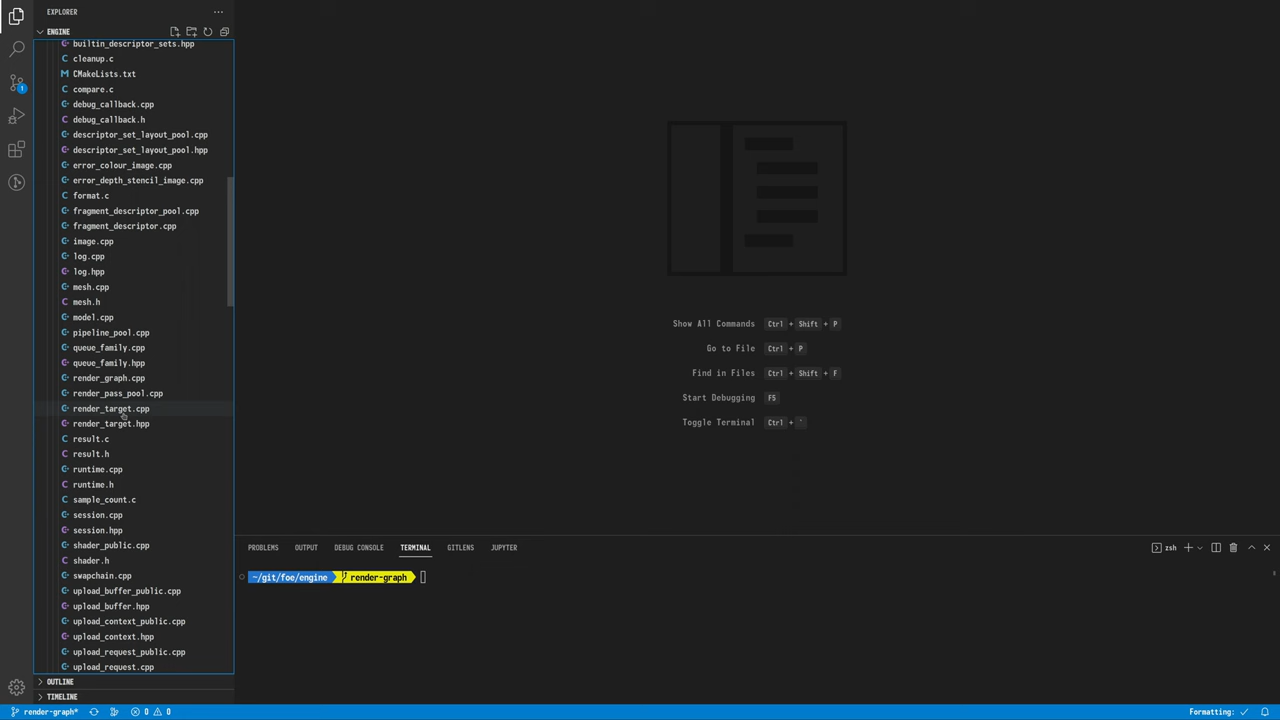 EXPLORER
ENGINE
builtin_descriptor_sets.hpp
cleanup.c
CMakeLists.txt
compare.c
debug_callback.cpp
debug_callback.h
descriptor_set_layout_pool.cpp
descriptor_set_layout_pool.hpp
error_colour_image.cpp
error_depth_stencil_image.cpp
format.c
fragment_descriptor_pool.cpp
fragment_descriptor.cpp
image.cpp
log.cpp
log.hpp
mesh.cpp
mesh.h
model.cpp
pipeline_pool.cpp
queue_family.cpp
queue_family.hpp
render_graph.cpp
render_pass_pool.cpp
render_target.cpp
render_target.hpp
result.c
result.h
runtime.cpp
runtime.h
sample_count.c
session.cpp
session.hpp
shader_public.cpp
shader.h
swapchain.cpp
upload_buffer_public.cpp
upload_buffer.hpp
upload_context_public.cpp
upload_context.hpp
upload_request_public.cpp
upload_request.cpp
OUTLINE
TIMELINE
Show All Commands Ctrl + Shift + P
Go to File Ctrl + P
Find in Files Ctrl + Shift + F
Start Debugging F5
Toggle Terminal Ctrl + `
PROBLEMS OUTPUT DEBUG CONSOLE TERMINAL GITLENS JUPYTER
zsh
~/git/foe/engine render-graph
render-graph* 0 0 Formatting: ✓